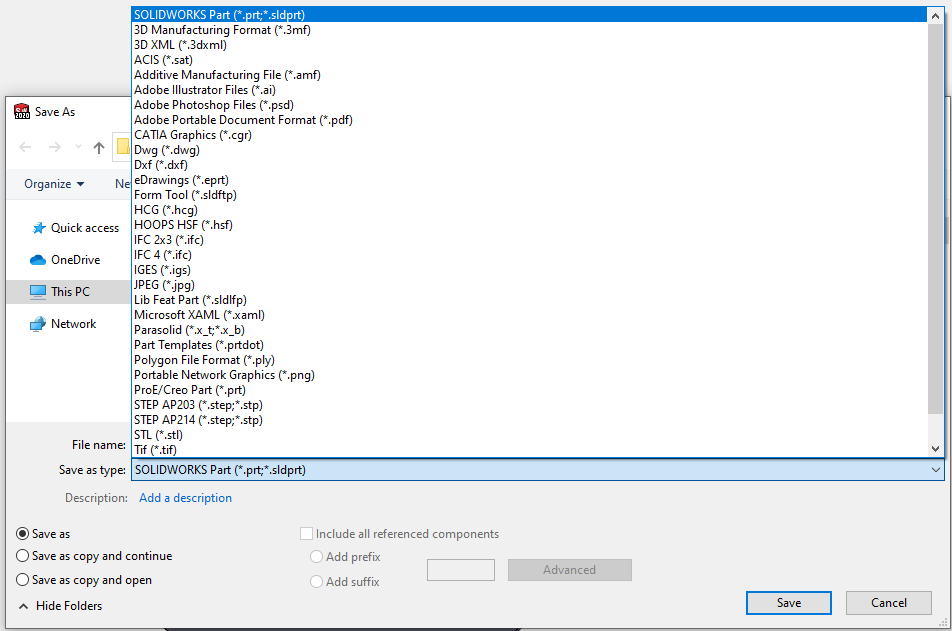 SOLIDWORKS Part (*.prt;*.sldprt)
3D Manufacturing Format (*.3mf)
3D XML (*.3dxml)
ACIS (*.sat)
Additive Manufacturing File (*.amf)
Adobe Illustrator Files (*.ai)
Adobe Photoshop Files (*.psd)
Adobe Portable Document Format (*.pdf)
CATIA Graphics (*.cgr)
Dwg (*.dwg)
Dxf (*.dxf)
eDrawings (*.eprt)
Form Tool (*.sldftp)
HCG (*.hcg)
HOOPS HSF (*.hsf)
IFC 2x3 (*.ifc)
IFC 4 (*.ifc)
IGES (*.igs)
JPEG (*.jpg)
Lib Feat Part (*.sldlfp)
Microsoft XAML (*.xaml)
Parasolid (*.x_t;*.x_b)
Part Templates (*.prtdot)
Polygon File Format (*.ply)
Portable Network Graphics (*.png)
ProE/Creo Part (*.prt)
STEP AP203 (*.step;*.stp)
STEP AP214 (*.step;*.stp)
STL (*.stl)
Tif (*.tif)
SW 2020 Save As
Organize
Quick access
OneDrive
This PC
Network
File name:
Save as type: SOLIDWORKS Part (*.prt;*.sldprt)
Description: Add a description
Save as
Save as copy and continue
Save as copy and open
Include all referenced components
Add prefix
Add suffix
Advanced
Hide Folders
Save
Cancel